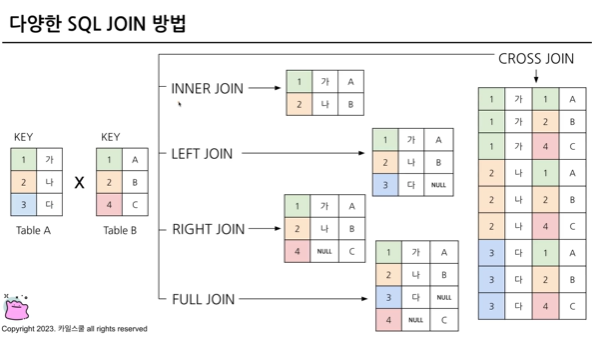 다양한 SQL JOIN 방법
CROSS JOIN
INNER JOIN
1 가 A
2 나 B
KEY
1 가
2 나
3 다
Table A
X
KEY
1 A
2 B
4 C
Table B
LEFT JOIN
1 가 A
2 나 B
3 다 NULL
RIGHT JOIN
1 가 A
2 나 B
4 NULL C
FULL JOIN
1 가 A
2 나 B
3 다 NULL
4 NULL C
1 가 1 A
1 가 2 B
1 가 4 C
2 나 1 A
2 나 2 B
2 나 4 C
3 다 1 A
3 다 2 B
3 다 4 C
Copyright 2023. 카일스쿨 all rights reserved